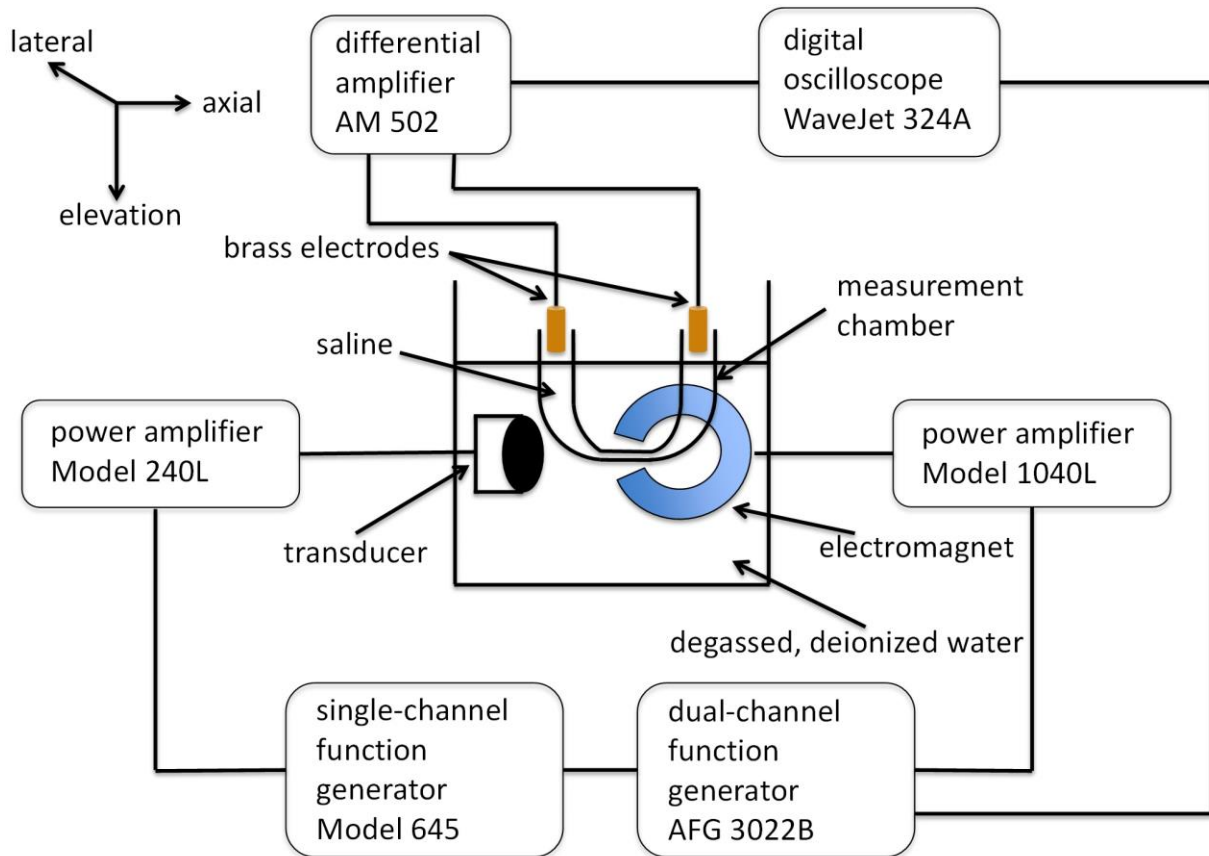 lateral
axial
elevation
differential
amplifier
AM 502
digital
oscilloscope
WaveJet 324A
brass electrodes
measurement
chamber
saline
power amplifier
Model 240L
power amplifier
Model 1040L
transducer
electromagnet
degassed, deionized water
single-channel
function
generator
Model 645
dual-channel
function
generator
AFG 3022B